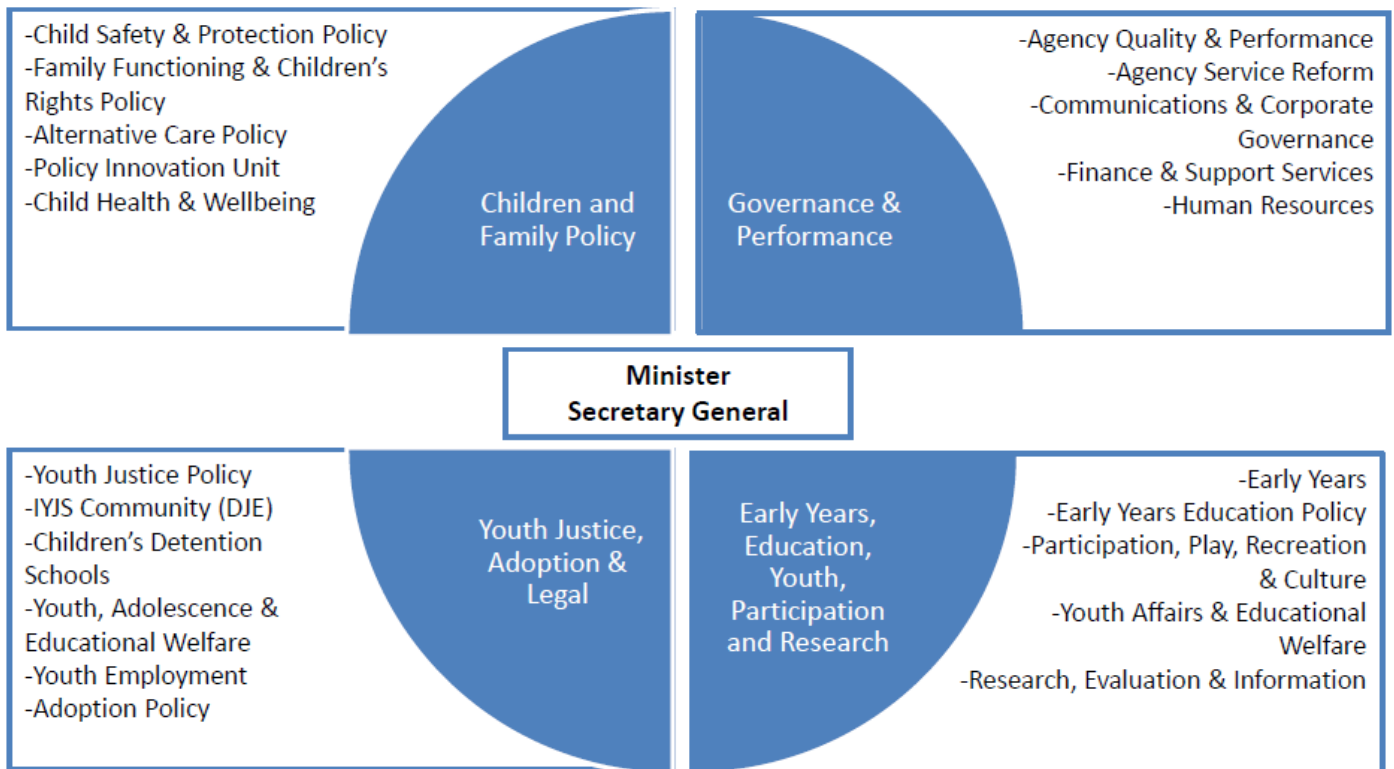 -Child Safety & Protection Policy
-Family Functioning & Children's
Rights Policy
-Alternative Care Policy
-Policy Innovation Unit
-Child Health & Wellbeing
Children and
Family Policy
Governance &
Performance
-Agency Quality & Performance
-Agency Service Reform
-Communications & Corporate
Governance
-Finance & Support Services
-Human Resources
Minister
Secretary General
-Youth Justice Policy
-IYJS Community (DJE)
-Children's Detention
Schools
-Youth, Adolescence &
Educational Welfare
-Youth Employment
-Adoption Policy
Youth Justice,
Adoption &
Legal
Early Years,
Education,
Youth,
Participation
and Research
-Early Years
-Early Years Education Policy
-Participation, Play, Recreation
& Culture
-Youth Affairs & Educational
Welfare
-Research, Evaluation & Information